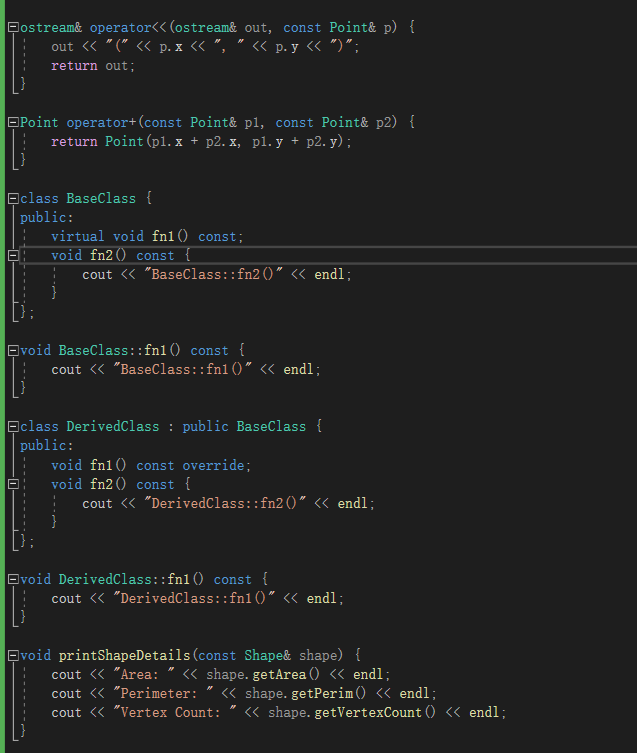 ostream& operator<<(ostream& out, const Point& p) {
    out << "(" << p.x << ", " << p.y << ")";
    return out;
}
Point operator+(const Point& p1, const Point& p2) {
    return Point(p1.x + p2.x, p1.y + p2.y);
}
class BaseClass {
public:
    virtual void fn1() const;
    void fn2() const {
        cout << "BaseClass::fn2()" << endl;
    }
};
void BaseClass::fn1() const {
    cout << "BaseClass::fn1()" << endl;
}
class DerivedClass : public BaseClass {
public:
    void fn1() const override;
    void fn2() const {
        cout << "DerivedClass::fn2()" << endl;
    }
};
void DerivedClass::fn1() const {
    cout << "DerivedClass::fn1()" << endl;
}
void printShapeDetails(const Shape& shape) {
    cout << "Area: " << shape.getArea() << endl;
    cout << "Perimeter: " << shape.getPerim() << endl;
    cout << "Vertex Count: " << shape.getVertexCount() << endl;
}